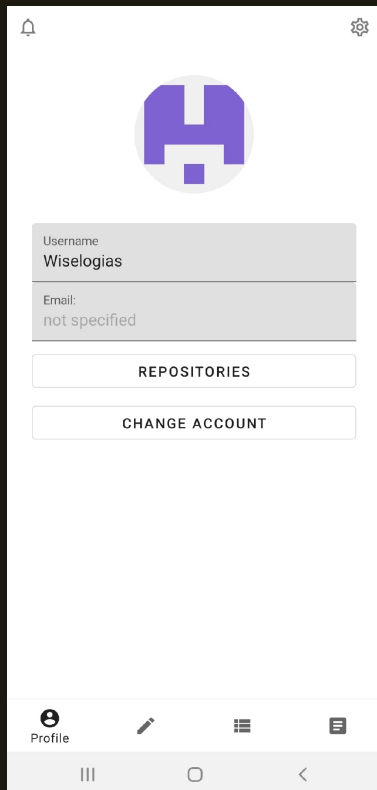 Username
Wiselogias
Email:
not specified
REPOSITORIES
CHANGE ACCOUNT
Profile